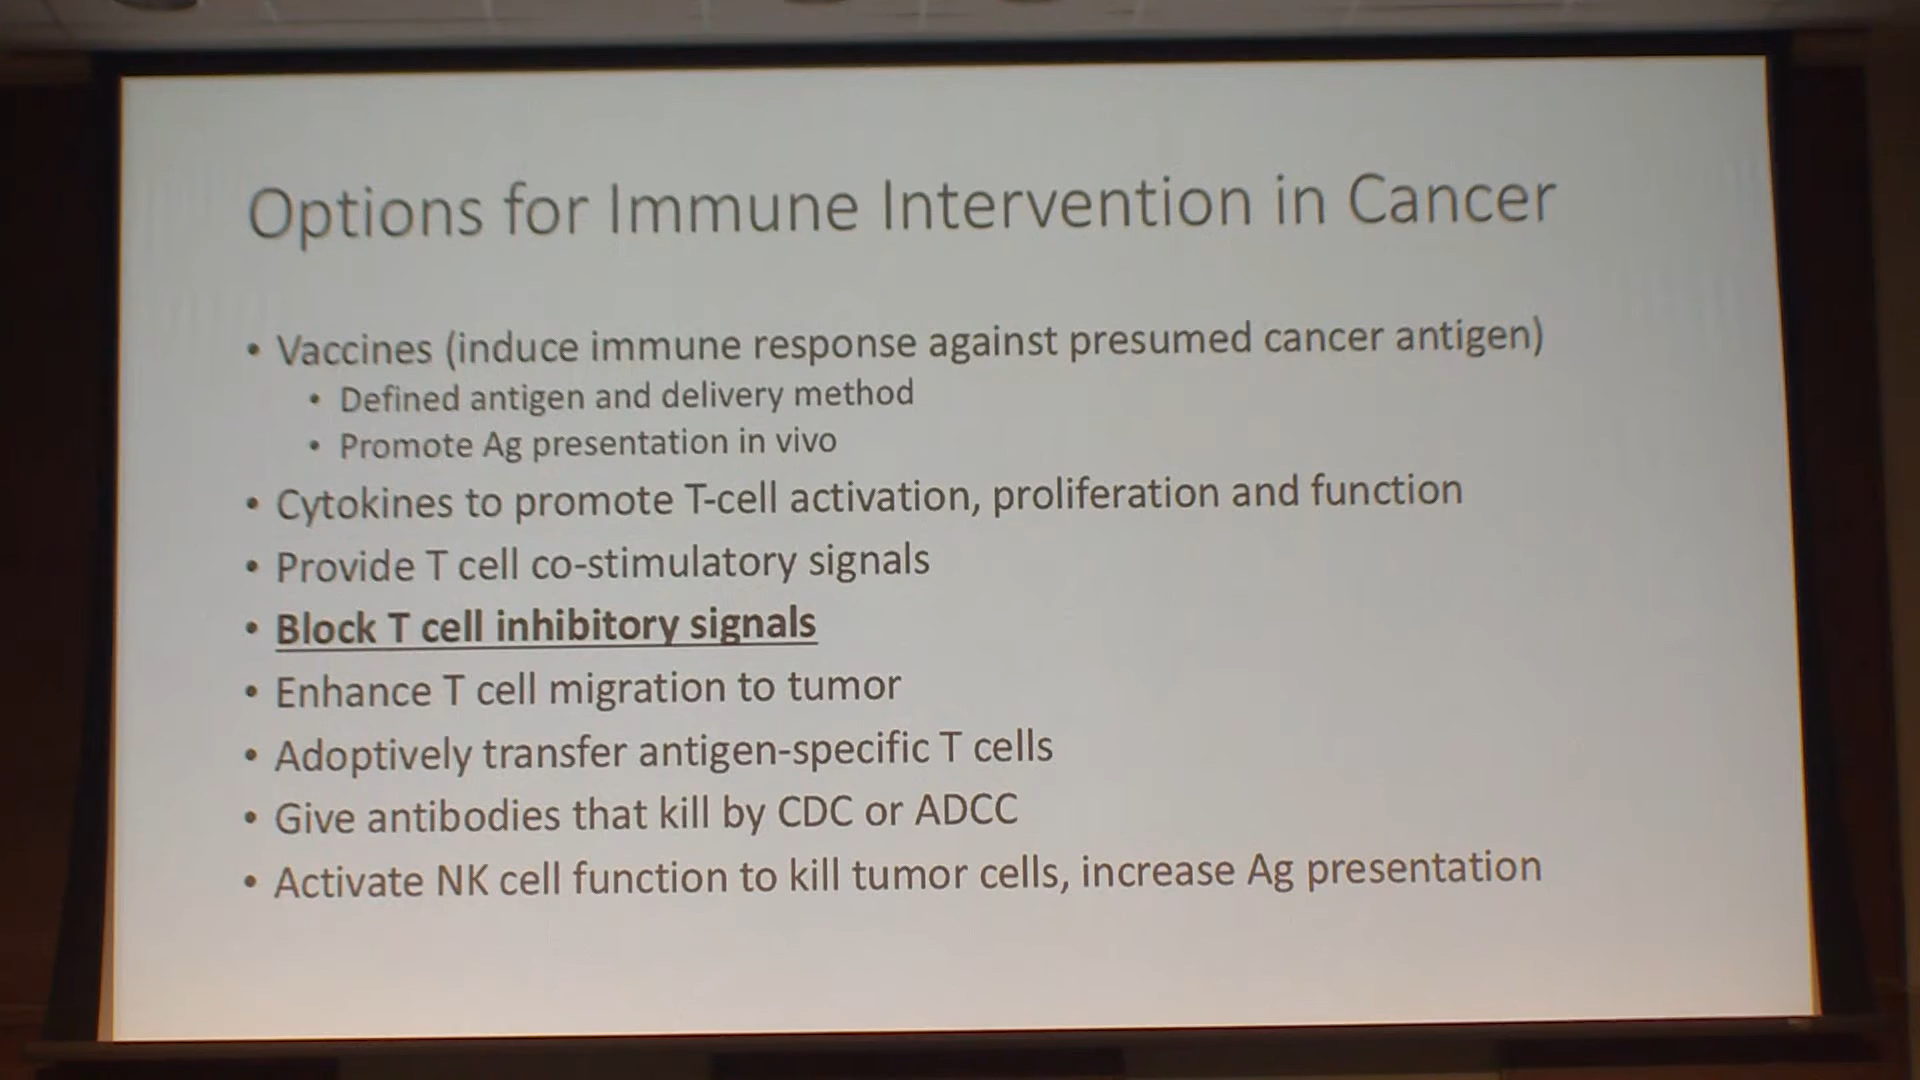 Options for Immune Intervention in Cancer
• Vaccines (induce immune response against presumed cancer antigen)
• Defined antigen and delivery method
• Promote Ag presentation in vivo
• Cytokines to promote T-cell activation, proliferation and function
• Provide T cell co-stimulatory signals
• Block T cell inhibitory signals
• Enhance T cell migration to tumor
• Adoptively transfer antigen-specific T cells
• Give antibodies that kill by CDC or ADCC
• Activate NK cell function to kill tumor cells, increase Ag presentation